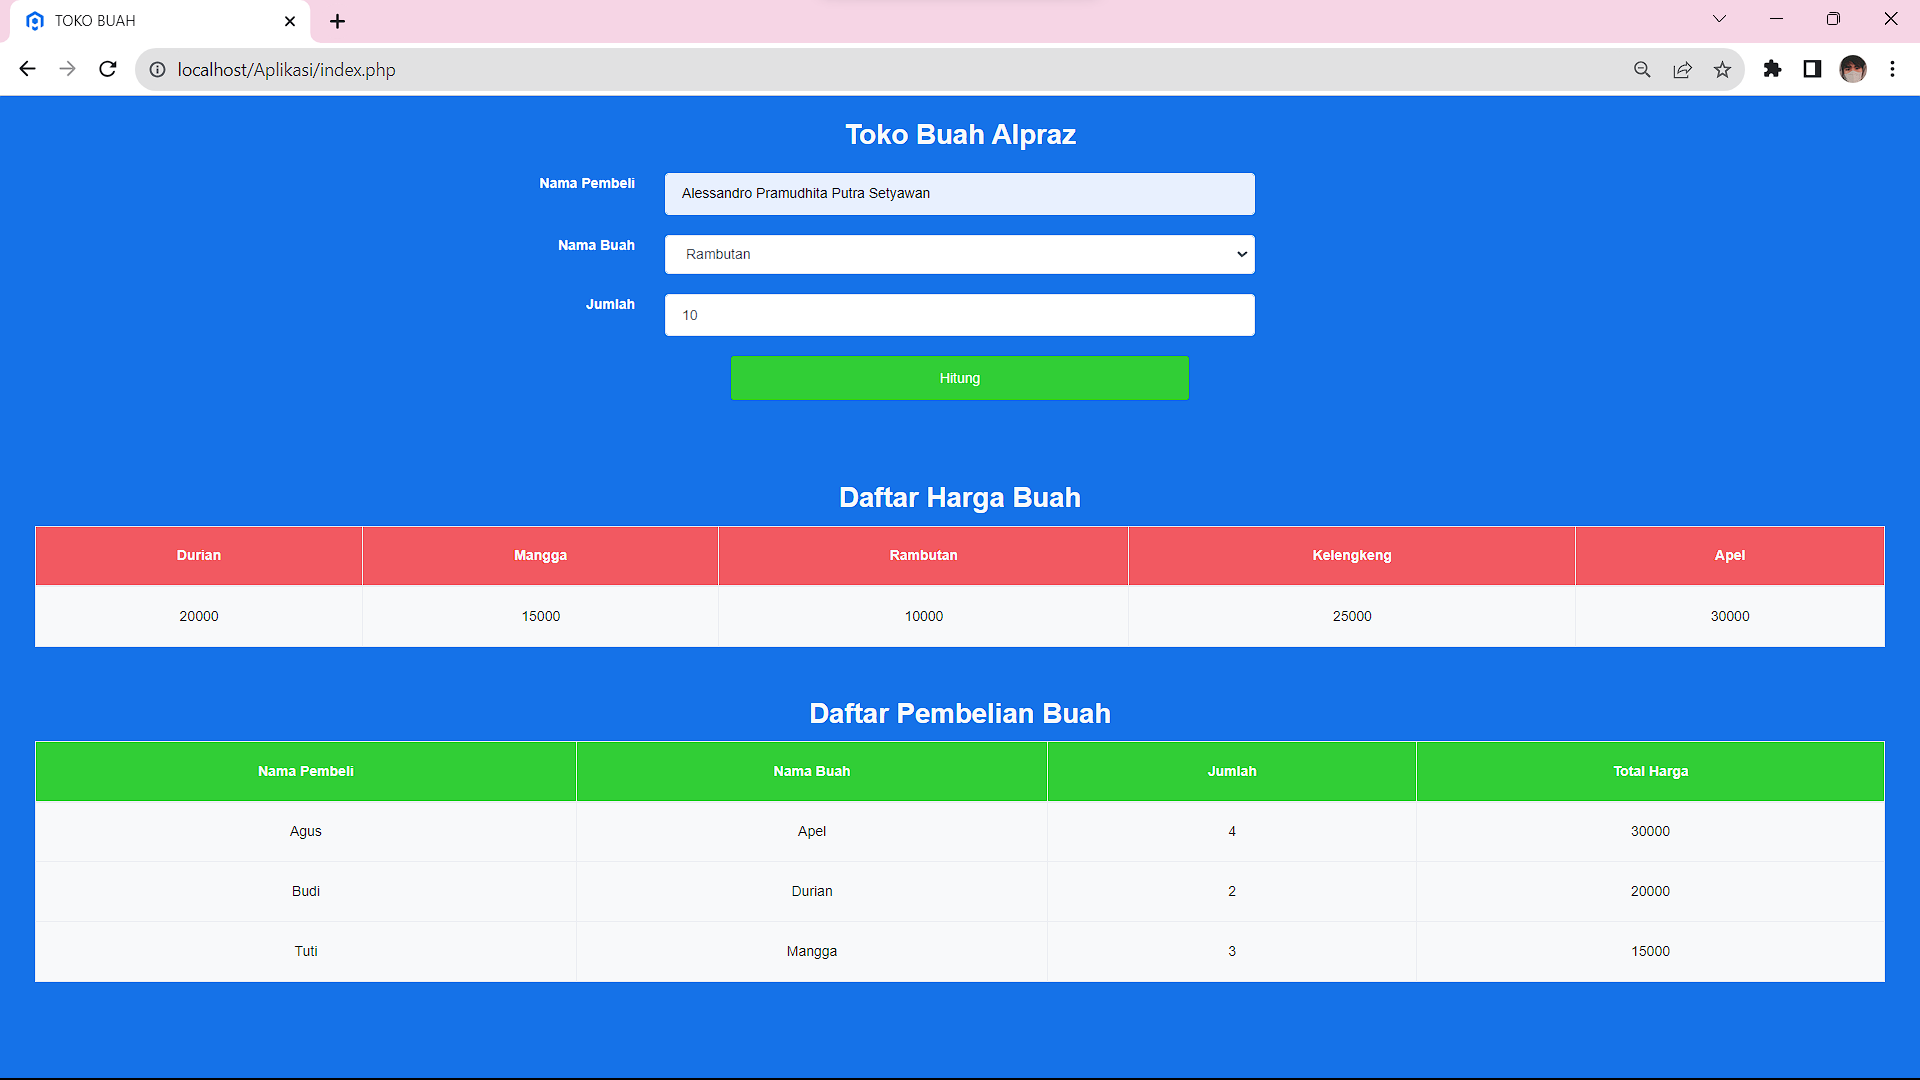 TOKO BUAH
localhost/Aplikasi/index.php
Toko Buah Alpraz
Nama Pembeli
Alessandro Pramudhita Putra Setyawan
Nama Buah
Rambutan
Jumlah
10
Hitung
Daftar Harga Buah
Durian Mangga Rambutan Kelengkeng Apel
20000 15000 10000 25000 30000
Daftar Pembelian Buah
Nama Pembeli Nama Buah Jumlah Total Harga
Agus Apel 4 30000
Budi Durian 2 20000
Tuti Mangga 3 15000